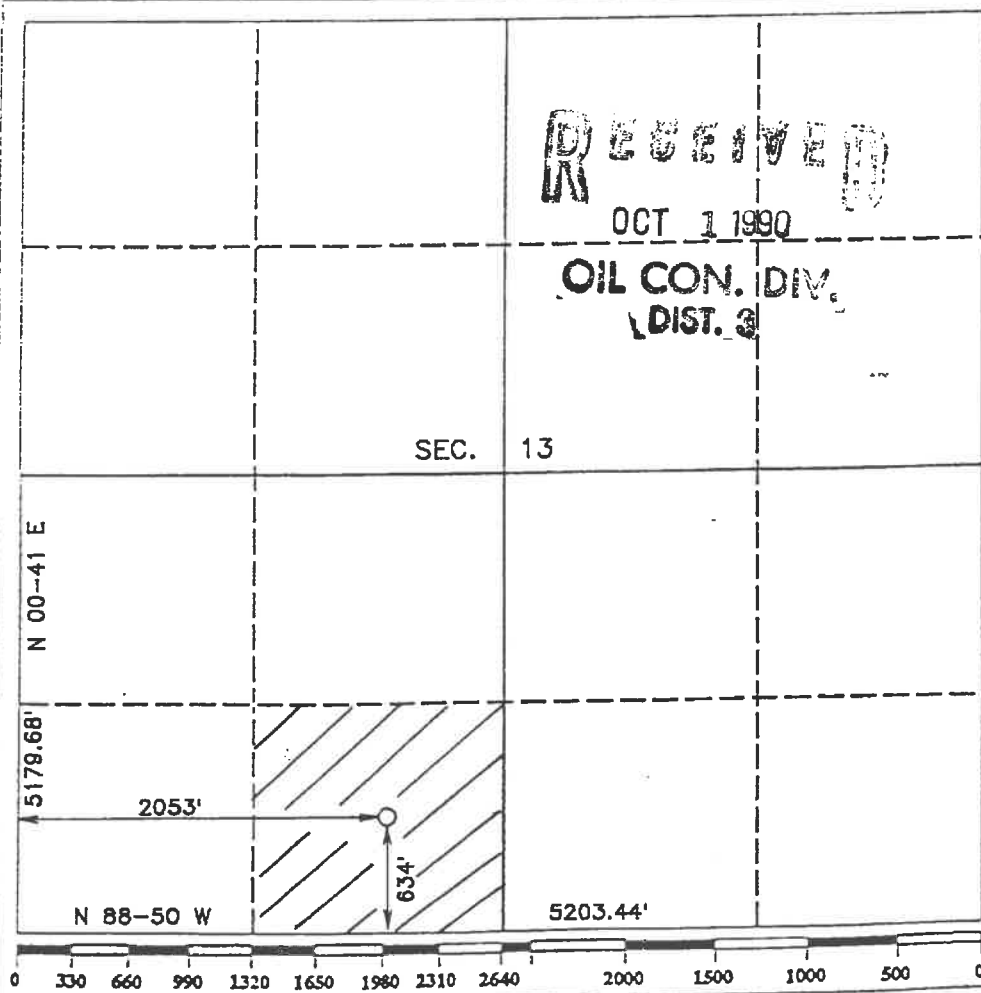 RECEIVED
OCT 1 1990
OIL CON. DIV.
DIST. 3
SEC. 13
N 00-41 E
5179.68'
2053'
634'
N 88-50 W
5203.44'
0 330 660 990 1320 1650 1980 2310 2640 2000 1500 1000 500 0